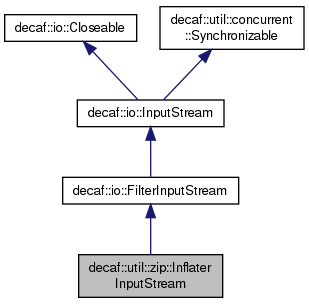 decaf::io::Closeable
decaf::util::concurrent
::Synchronizable
decaf::io::InputStream
decaf::io::FilterInputStream
decaf::util::zip::Inflater
InputStream